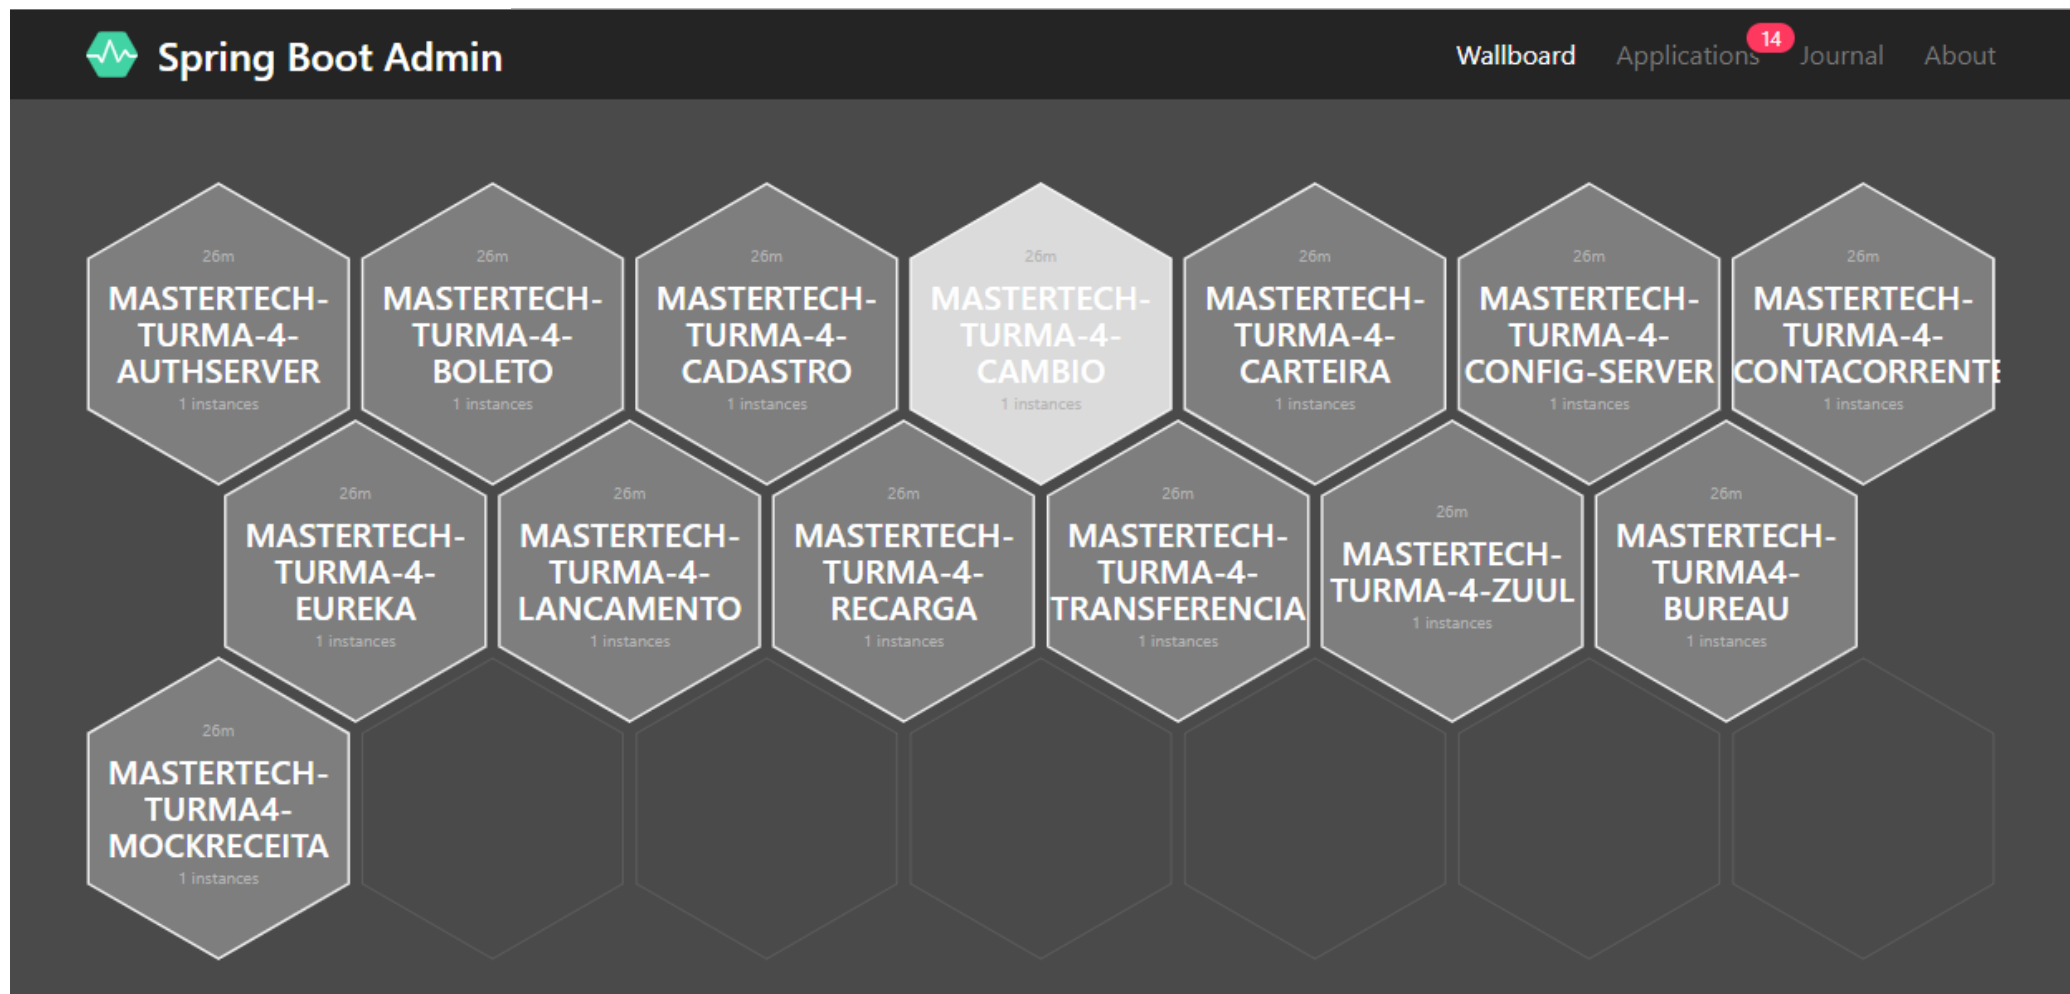 Spring Boot Admin
Wallboard
Applications
14
Journal
About
26m
MASTERTECH-
TURMA-4-
AUTHSERVER
1 instances
26m
MASTERTECH-
TURMA-4-
BOLETO
1 instances
26m
MASTERTECH-
TURMA-4-
CADASTRO
1 instances
26m
MASTERTECH-
TURMA-4-
CAMBIO
1 instances
26m
MASTERTECH-
TURMA-4-
CARTEIRA
1 instances
26m
MASTERTECH-
TURMA-4-
CONFIG-SERVER
1 instances
26m
MASTERTECH-
TURMA-4-
CONTACORRENTE
1 instances
26m
MASTERTECH-
TURMA-4-
EUREKA
1 instances
26m
MASTERTECH-
TURMA-4-
LANCAMENTO
1 instances
26m
MASTERTECH-
TURMA-4-
RECARGA
1 instances
26m
MASTERTECH-
TURMA-4-
TRANSFERENCIA
1 instances
26m
MASTERTECH-
TURMA-4-ZUUL
1 instances
26m
MASTERTECH-
TURMA4-
BUREAU
1 instances
26m
MASTERTECH-
TURMA4-
MOCKRECEITA
1 instances